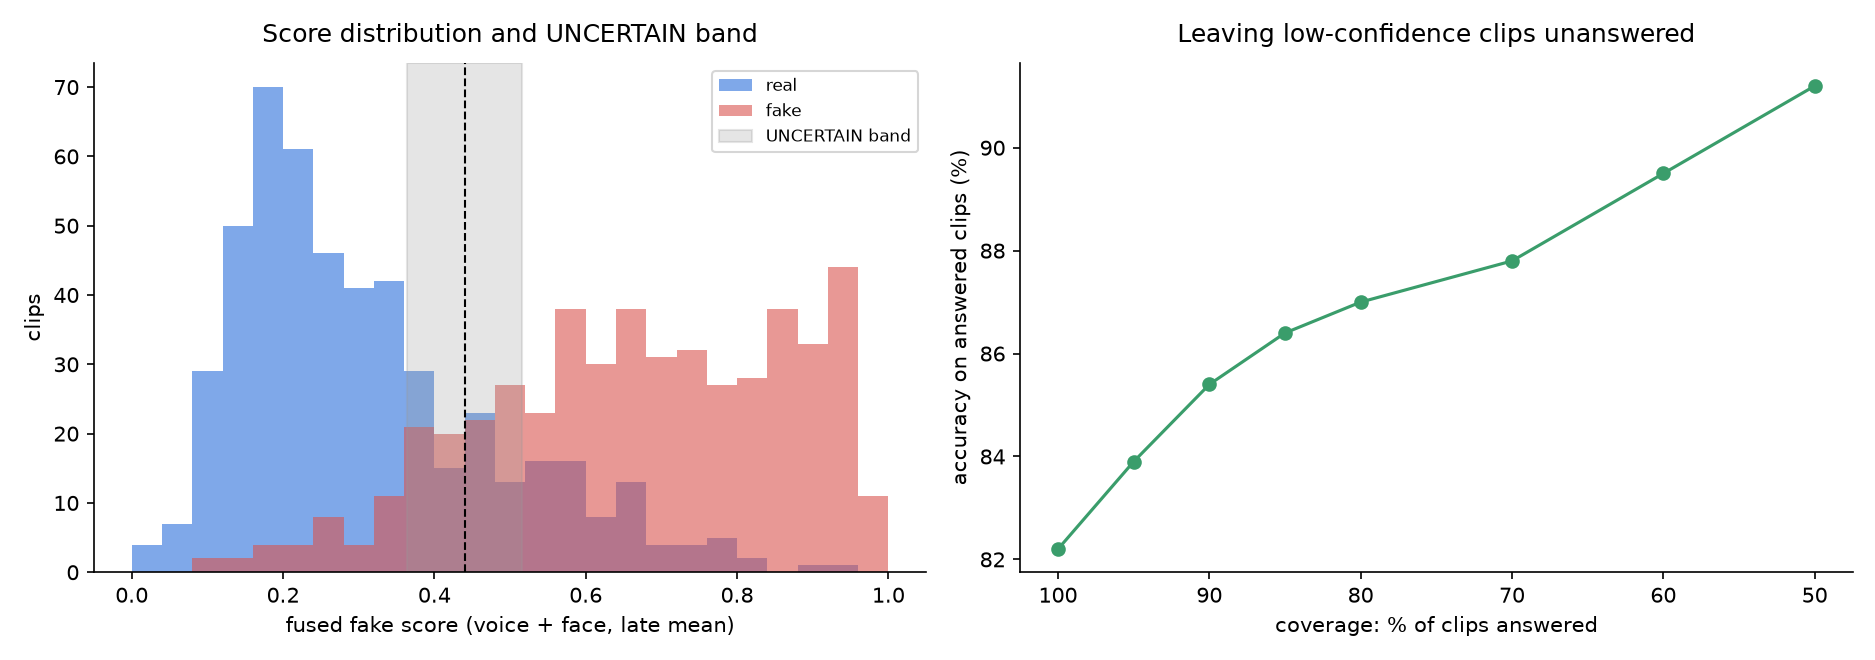 Score distribution and UNCERTAIN band
real
fake
UNCERTAIN band
70
60
50
40
30
20
10
0
clips
0.0 0.2 0.4 0.6 0.8 1.0
fused fake score (voice + face, late mean)
Leaving low-confidence clips unanswered
90
88
86
84
82
accuracy on answered clips (%)
100 90 80 70 60 50
coverage: % of clips answered